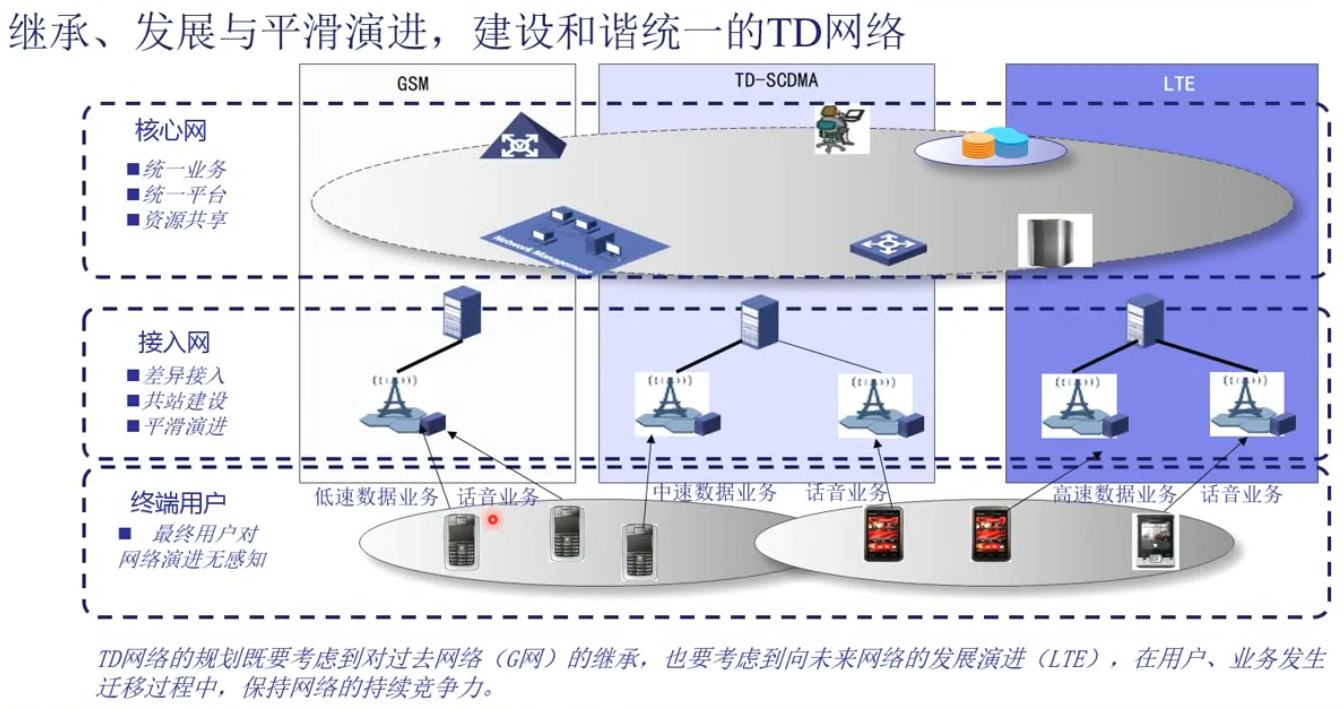 继承、发展与平滑演进，建设和谐统一的TD网络
GSM
TD-SCDMA
LTE
核心网
■统一业务
■统一平台
■资源共享
Network Management
接入网
■差异接入
■共站建设
■平滑演进
低速数据业务
话音业务
中速数据业务
话音业务
高速数据业务
话音业务
终端用户
■ 最终用户对
网络演进无感知
TD网络的规划既要考虑到对过去网络（G网）的继承，也要考虑到向未来网络的发展演进（LTE），在用户、业务发生
迁移过程中，保持网络的持续竞争力。